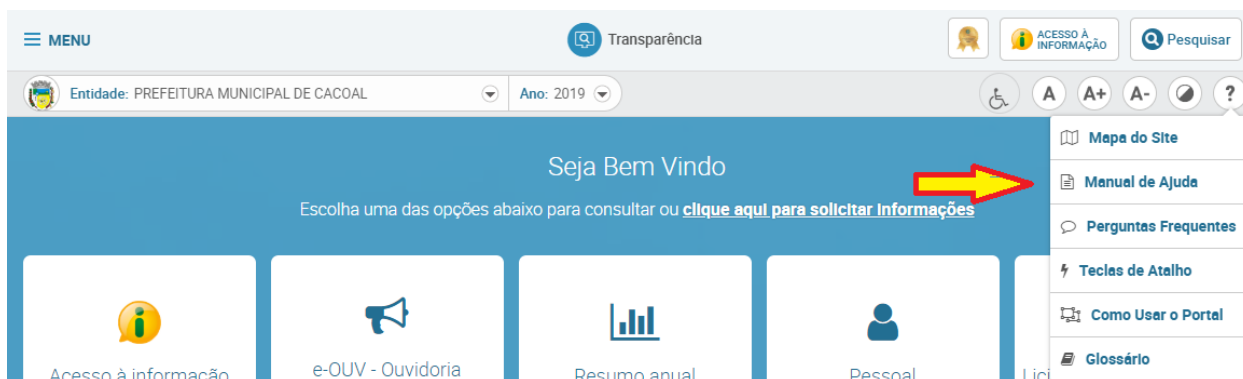 MENU
Transparência
ACESSO À
INFORMAÇÃO
Pesquisar
Entidade: PREFEITURA MUNICIPAL DE CACOAL
Ano: 2019
A A+ A- ?
Mapa do Site
Seja Bem Vindo
Manual de Ajuda
Escolha uma das opções abaixo para consultar ou clique aqui para solicitar informações
Perguntas Frequentes
Teclas de Atalho
Como Usar o Portal
Glossário
Acesso à informação
e-OUV - Ouvidoria
Resumo anual
Pessoal
Lici